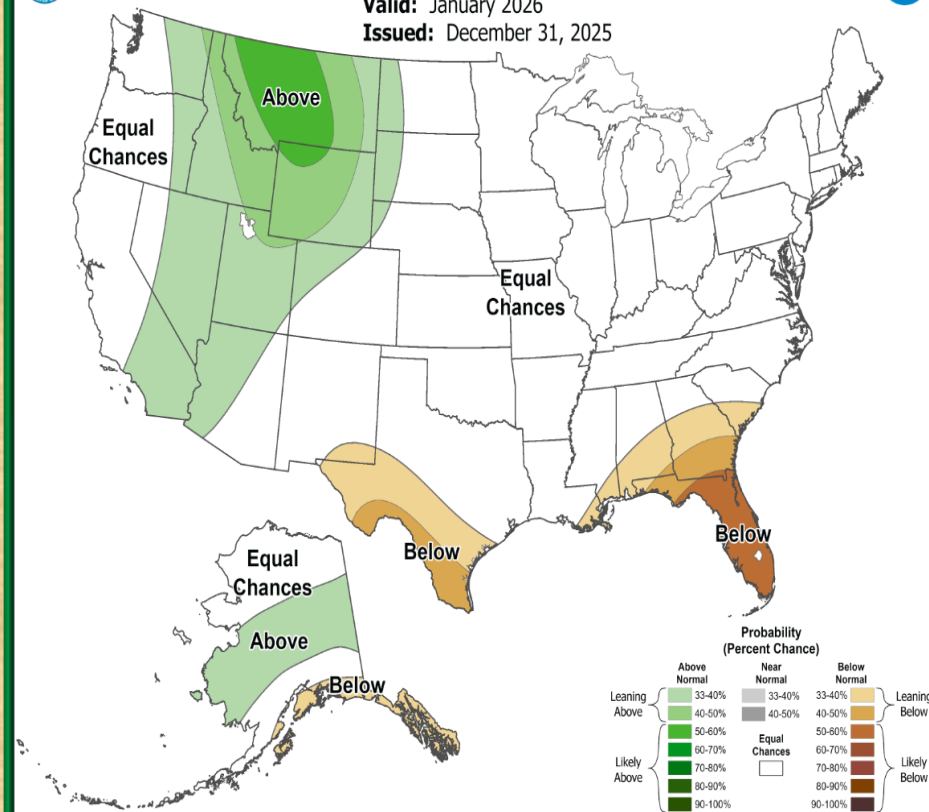 Valid: January 2026
Issued: December 31, 2025
Above
Equal
Chances
Equal
Chances
Below
Below
Equal
Chances
Above
Below
Probability
(Percent Chance)
Above
Normal
Near
Normal
Below
Normal
Leaning
Above
33-40%
40-50%
33-40%
40-50%
33-40%
40-50%
Leaning
Below
Likely
Above
50-60%
60-70%
70-80%
80-90%
90-100%
Equal
Chances
50-60%
60-70%
70-80%
80-90%
90-100%
Likely
Below